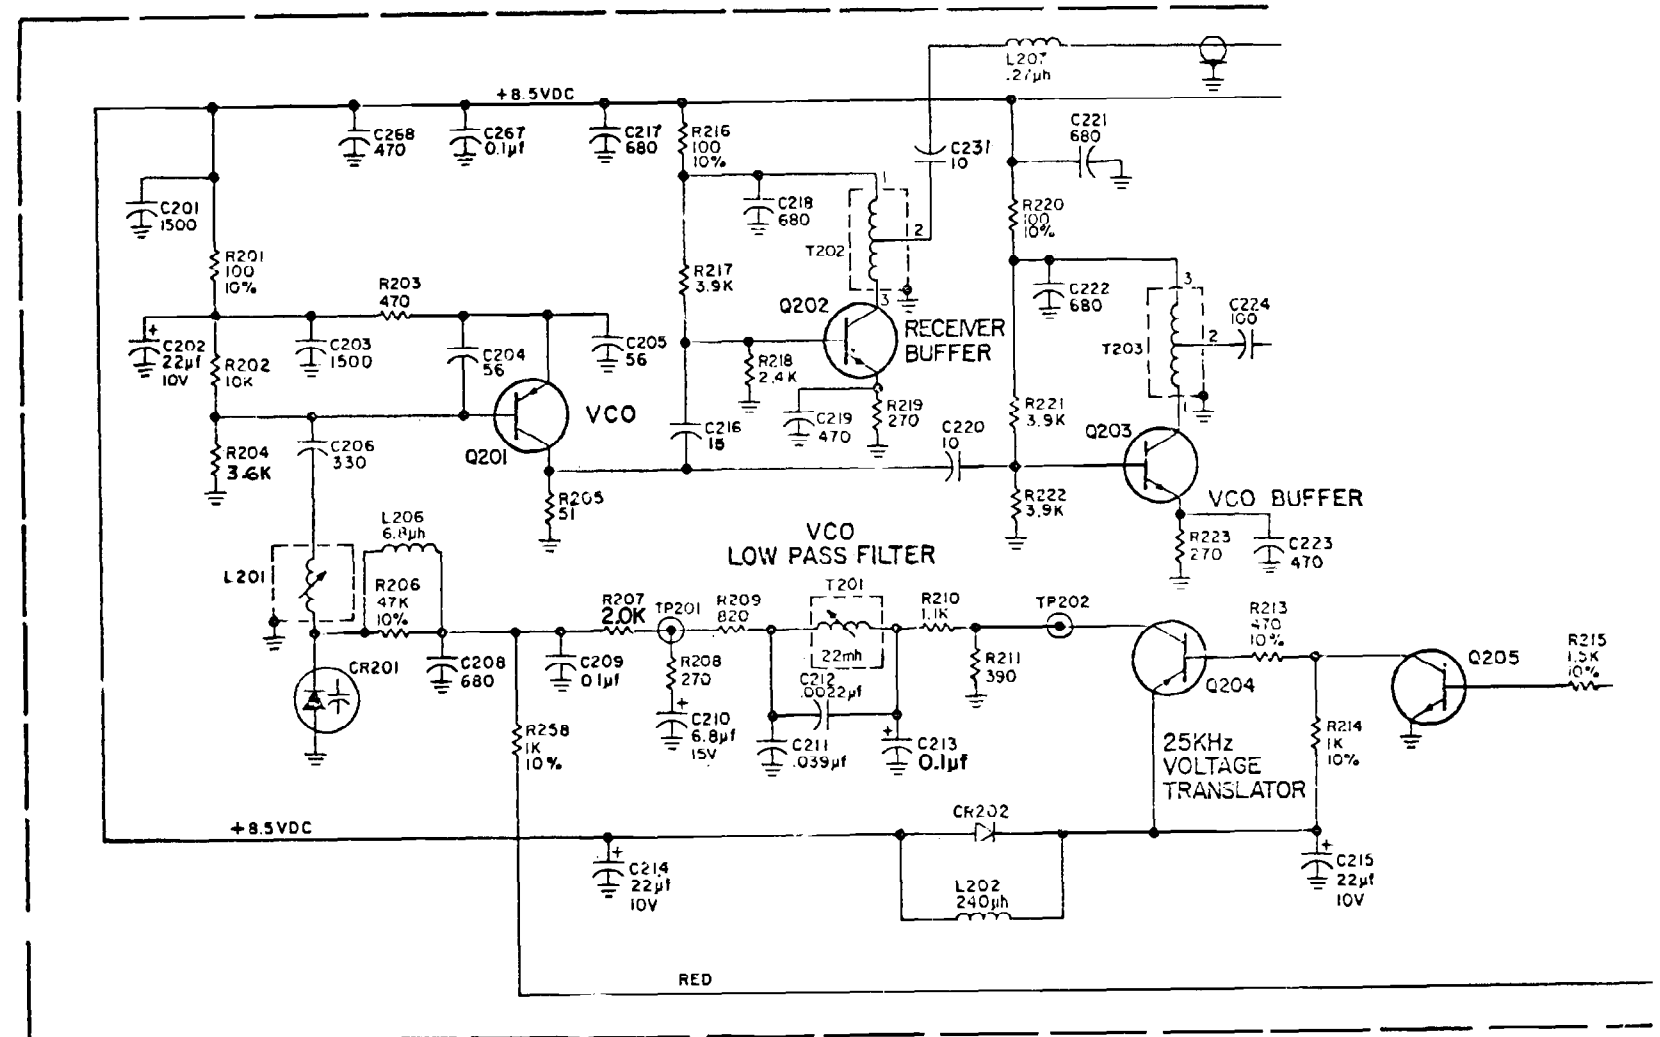 L207
.27µh
+8.5VDC
C268
470
C267
0.1µf
C217
680
R216
100
10%
C231
10
C221
680
C201
1500
C218
680
1
R220
100
10%
T202
2
R201
100
10%
R203
470
R217
3.9K
3
C222
680
3
Q202
RECEIVER
BUFFER
C224
100
2
T203
+
C202
22µf
10V
R202
10K
C203
1500
C204
56
C205
56
R218
2.4K
1
VCO
C219
470
R219
270
R221
3.9K
C216
15
C220
10
Q203
R204
3.6K
C206
330
Q201
R205
51
R222
3.9K
VCO BUFFER
L206
6.8µh
VCO
LOW PASS FILTER
R223
270
C223
470
L201
R206
47K
10%
R207
2.0K
TP201
R209
820
T201
22mh
R210
1.1K
TP202
R213
470
10%
R215
1.5K
10%
CR201
C208
680
C209
0.1µf
R208
270
C212
.0022µf
R211
390
Q204
Q205
R258
1K
10%
+
C210
6.8µf
15V
C211
.039µf
+
C213
0.1µf
25KHz
VOLTAGE
TRANSLATOR
R214
1K
10%
+8.5VDC
CR202
+
C214
22µf
10V
L202
240µh
+
C215
22µf
10V
RED